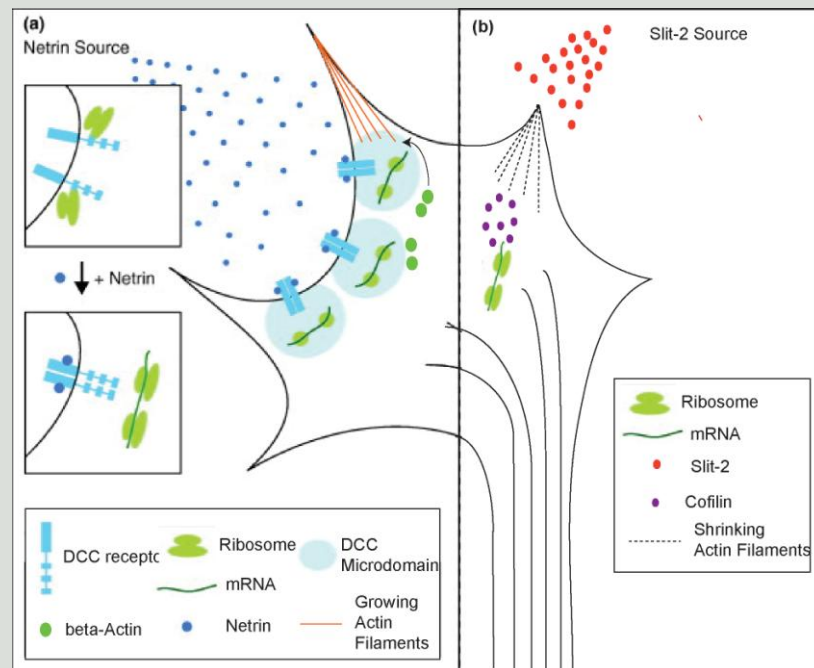 (a)
Netrin Source
+ Netrin
DCC recepto
Ribosome
DCC
Microdomain
mRNA
beta-Actin
Netrin
Growing
Actin
Filaments
(b)
Slit-2 Source
Ribosome
mRNA
Slit-2
Cofilin
Shrinking
Actin Filaments